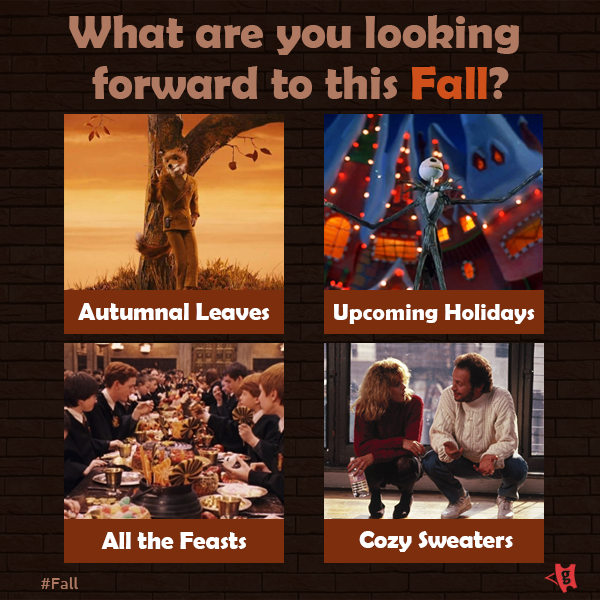 What are you looking
forward to this Fall?
Autumnal Leaves
Upcoming Holidays
All the Feasts
Cozy Sweaters
#Fall
g